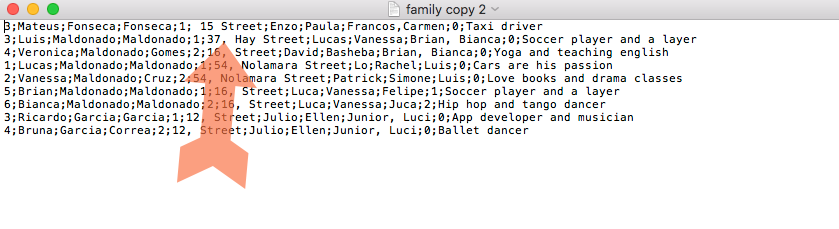 family copy 2
3;Mateus;Fonseca;Fonseca;1; 15 Street;Enzo;Paula;Francos,Carmen;0;Taxi driver
3;Luis;Maldonado;Maldonado;1;37, Hay Street;Lucas;Vanessa;Brian, Bianca;0;Soccer player and a layer
4;Veronica;Maldonado;Gomes;2;16, Street;David;Basheba;Brian, Bianca;0;Yoga and teaching english
1;Lucas;Maldonado;Maldonado;1;54, Nolamara Street;Lo;Rachel;Luis;0;Cars are his passion
2;Vanessa;Maldonado;Cruz;2;54, Nolamara Street;Patrick;Simone;Luis;0;Love books and drama classes
5;Brian;Maldonado;Maldonado;1;16, Street;Luca;Vanessa;Felipe;1;Soccer player and a layer
6;Bianca;Maldonado;Maldonado;2;16, Street;Luca;Vanessa;Juca;2;Hip hop and tango dancer
3;Ricardo;Garcia;Garcia;1;12, Street;Julio;Ellen;Junior, Luci;0;App developer and musician
4;Bruna;Garcia;Correa;2;12, Street;Julio;Ellen;Junior, Luci;0;Ballet dancer